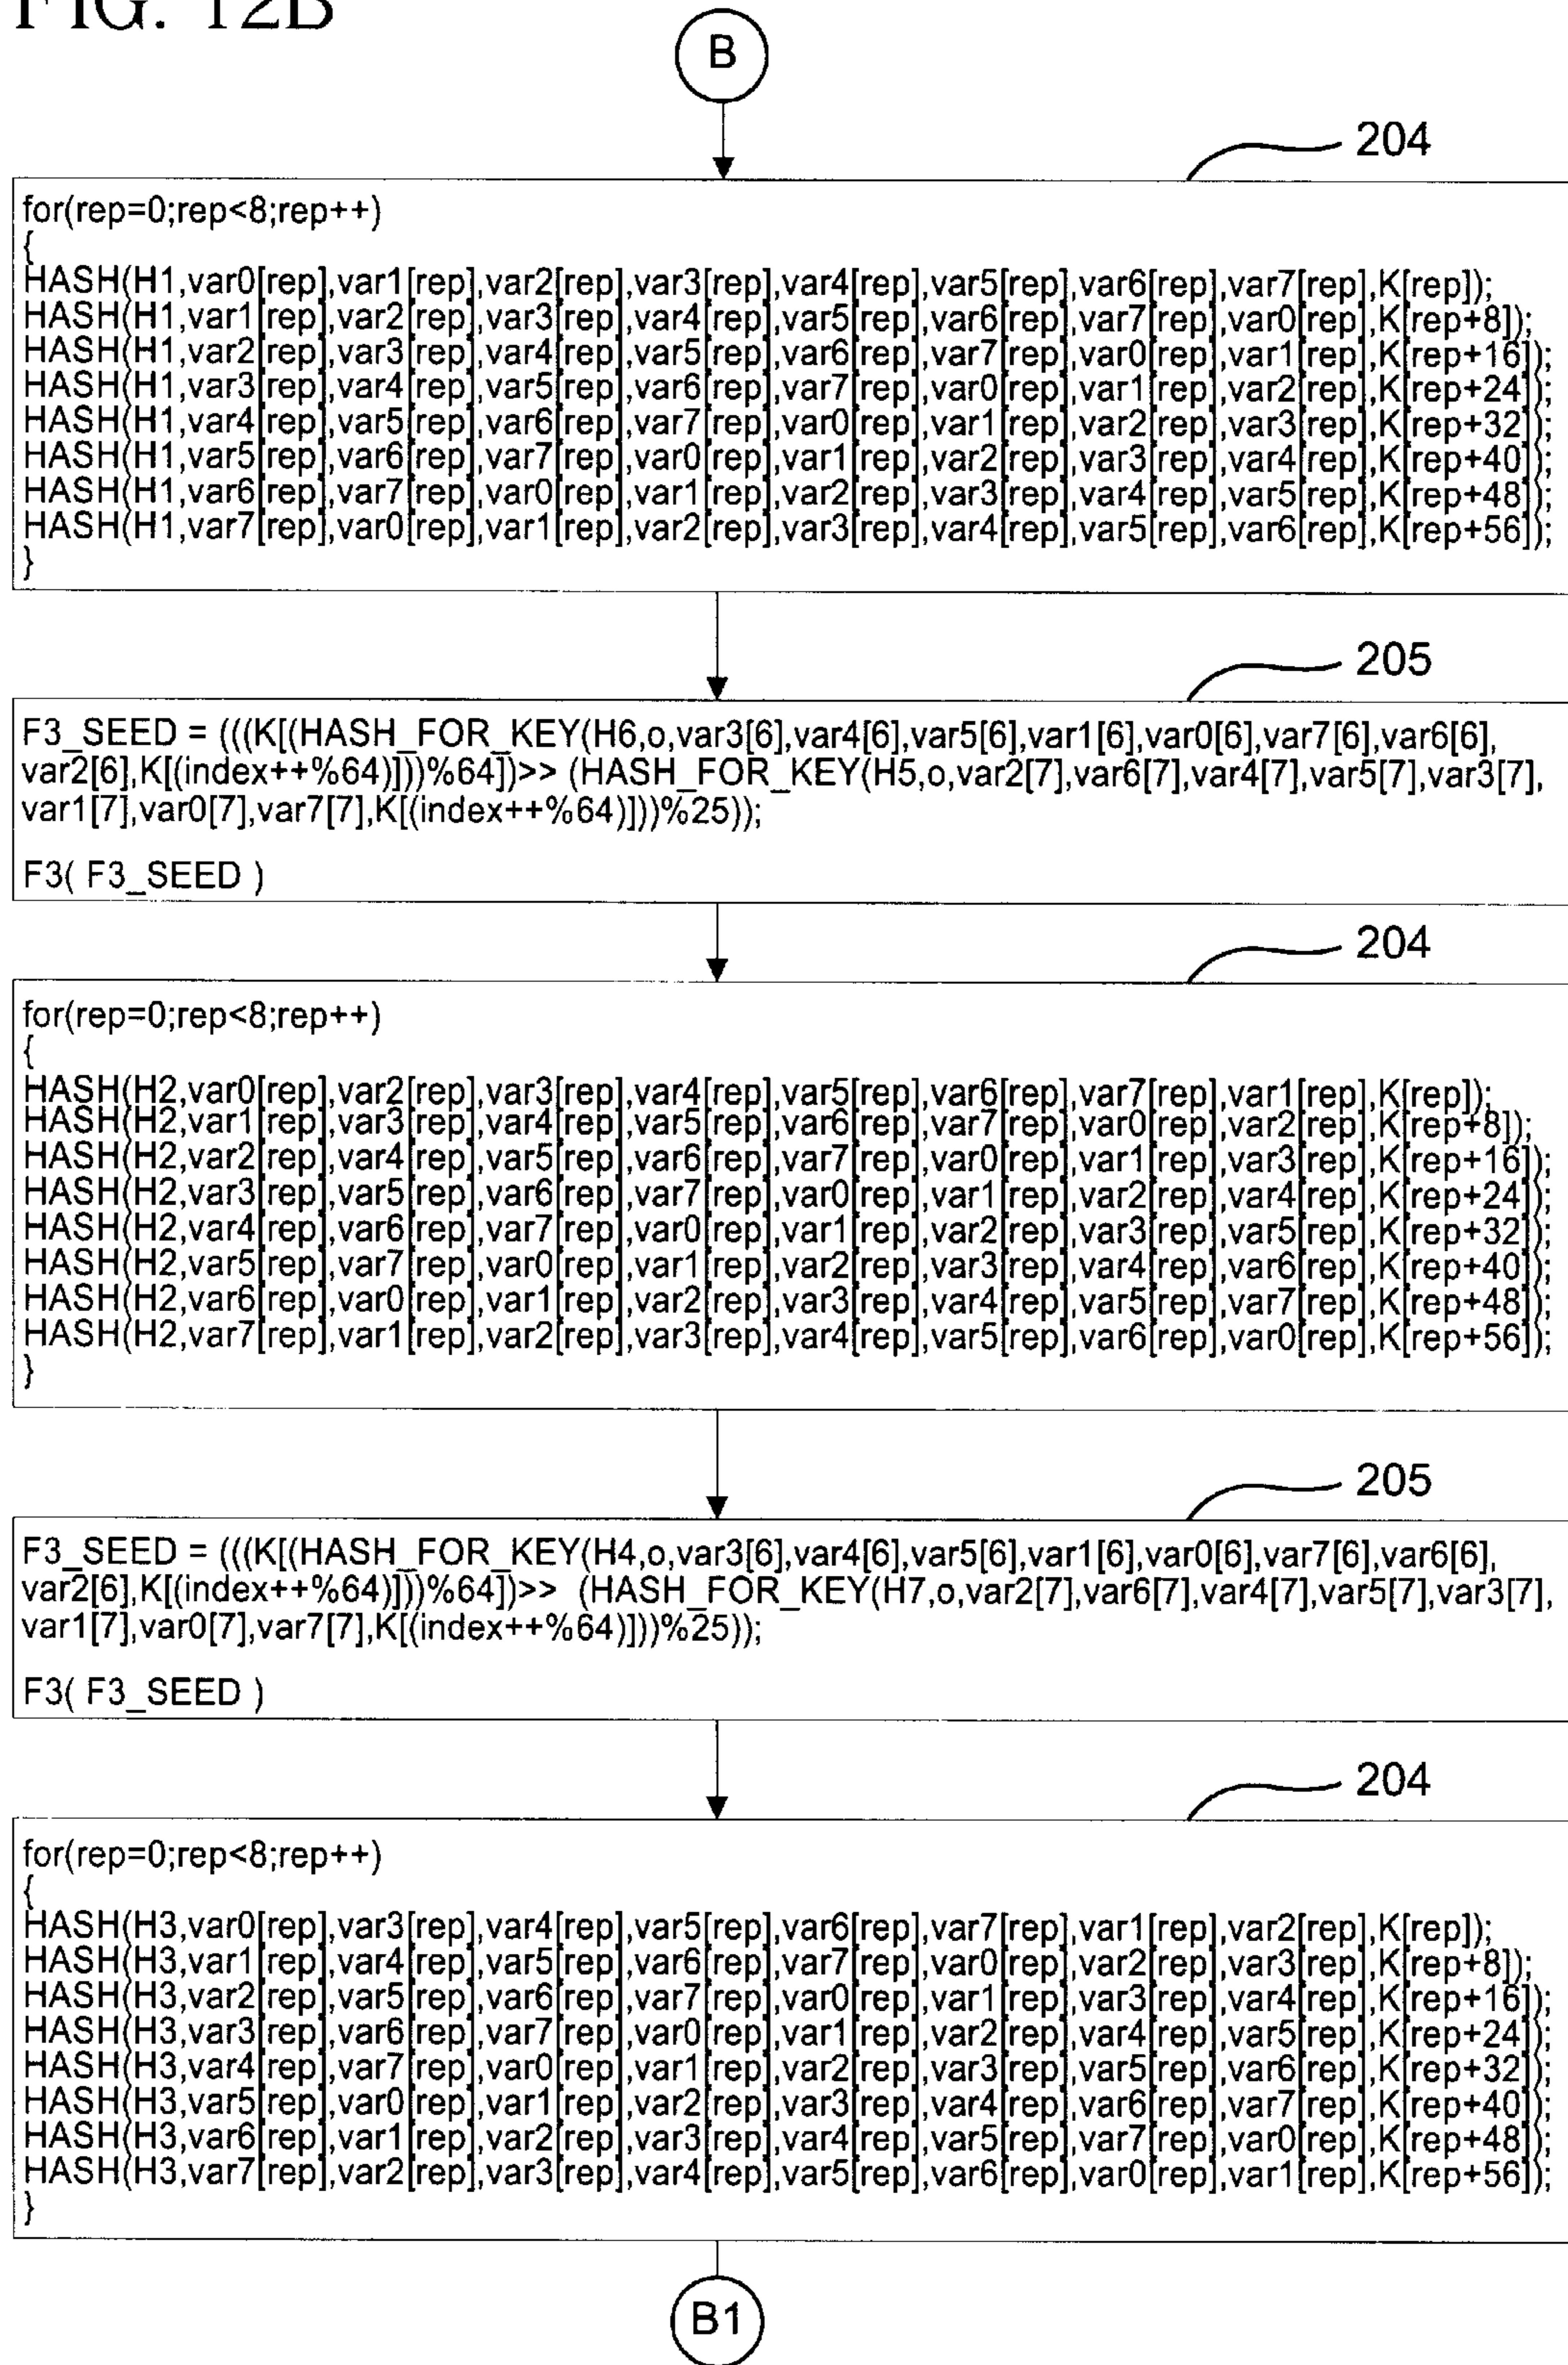 FIG. 12B
B
204
for(rep=0;rep<8;rep++)
{
HASH(H1,var0[rep],var1[rep],var2[rep],var3[rep],var4[rep],var5[rep],var6[rep],var7[rep],K[rep]);
HASH(H1,var1[rep],var2[rep],var3[rep],var4[rep],var5[rep],var6[rep],var7[rep],var0[rep],K[rep+8]);
HASH(H1,var2[rep],var3[rep],var4[rep],var5[rep],var6[rep],var7[rep],var0[rep],var1[rep],K[rep+16]);
HASH(H1,var3[rep],var4[rep],var5[rep],var6[rep],var7[rep],var0[rep],var1[rep],var2[rep],K[rep+24]);
HASH(H1,var4[rep],var5[rep],var6[rep],var7[rep],var0[rep],var1[rep],var2[rep],var3[rep],K[rep+32]);
HASH(H1,var5[rep],var6[rep],var7[rep],var0[rep],var1[rep],var2[rep],var3[rep],var4[rep],K[rep+40]);
HASH(H1,var6[rep],var7[rep],var0[rep],var1[rep],var2[rep],var3[rep],var4[rep],var5[rep],K[rep+48]);
HASH(H1,var7[rep],var0[rep],var1[rep],var2[rep],var3[rep],var4[rep],var5[rep],var6[rep],K[rep+56]);
}
205
F3_SEED = (((K[(HASH_FOR_KEY(H6,o,var3[6],var4[6],var5[6],var1[6],var0[6],var7[6],var6[6],
var2[6],K[(index++%64)]))%64])>> (HASH_FOR_KEY(H5,o,var2[7],var6[7],var4[7],var5[7],var3[7],
var1[7],var0[7],var7[7],K[(index++%64)]))%25));
F3( F3_SEED )
204
for(rep=0;rep<8;rep++)
{
HASH(H2,var0[rep],var2[rep],var3[rep],var4[rep],var5[rep],var6[rep],var7[rep],var1[rep],K[rep]);
HASH(H2,var1[rep],var3[rep],var4[rep],var5[rep],var6[rep],var7[rep],var0[rep],var2[rep],K[rep+8]);
HASH(H2,var2[rep],var4[rep],var5[rep],var6[rep],var7[rep],var0[rep],var1[rep],var3[rep],K[rep+16]);
HASH(H2,var3[rep],var5[rep],var6[rep],var7[rep],var0[rep],var1[rep],var2[rep],var4[rep],K[rep+24]);
HASH(H2,var4[rep],var6[rep],var7[rep],var0[rep],var1[rep],var2[rep],var3[rep],var5[rep],K[rep+32]);
HASH(H2,var5[rep],var7[rep],var0[rep],var1[rep],var2[rep],var3[rep],var4[rep],var6[rep],K[rep+40]);
HASH(H2,var6[rep],var0[rep],var1[rep],var2[rep],var3[rep],var4[rep],var5[rep],var7[rep],K[rep+48]);
HASH(H2,var7[rep],var1[rep],var2[rep],var3[rep],var4[rep],var5[rep],var6[rep],var0[rep],K[rep+56]);
}
205
F3_SEED = (((K[(HASH_FOR_KEY(H4,o,var3[6],var4[6],var5[6],var1[6],var0[6],var7[6],var6[6],
var2[6],K[(index++%64)]))%64])>> (HASH_FOR_KEY(H7,o,var2[7],var6[7],var4[7],var5[7],var3[7],
var1[7],var0[7],var7[7],K[(index++%64)]))%25));
F3( F3_SEED )
204
for(rep=0;rep<8;rep++)
{
HASH(H3,var0[rep],var3[rep],var4[rep],var5[rep],var6[rep],var7[rep],var1[rep],var2[rep],K[rep]);
HASH(H3,var1[rep],var4[rep],var5[rep],var6[rep],var7[rep],var0[rep],var2[rep],var3[rep],K[rep+8]);
HASH(H3,var2[rep],var5[rep],var6[rep],var7[rep],var0[rep],var1[rep],var3[rep],var4[rep],K[rep+16]);
HASH(H3,var3[rep],var6[rep],var7[rep],var0[rep],var1[rep],var2[rep],var4[rep],var5[rep],K[rep+24]);
HASH(H3,var4[rep],var7[rep],var0[rep],var1[rep],var2[rep],var3[rep],var5[rep],var6[rep],K[rep+32]);
HASH(H3,var5[rep],var0[rep],var1[rep],var2[rep],var3[rep],var4[rep],var6[rep],var7[rep],K[rep+40]);
HASH(H3,var6[rep],var1[rep],var2[rep],var3[rep],var4[rep],var5[rep],var7[rep],var0[rep],K[rep+48]);
HASH(H3,var7[rep],var2[rep],var3[rep],var4[rep],var5[rep],var6[rep],var0[rep],var1[rep],K[rep+56]);
}
B1